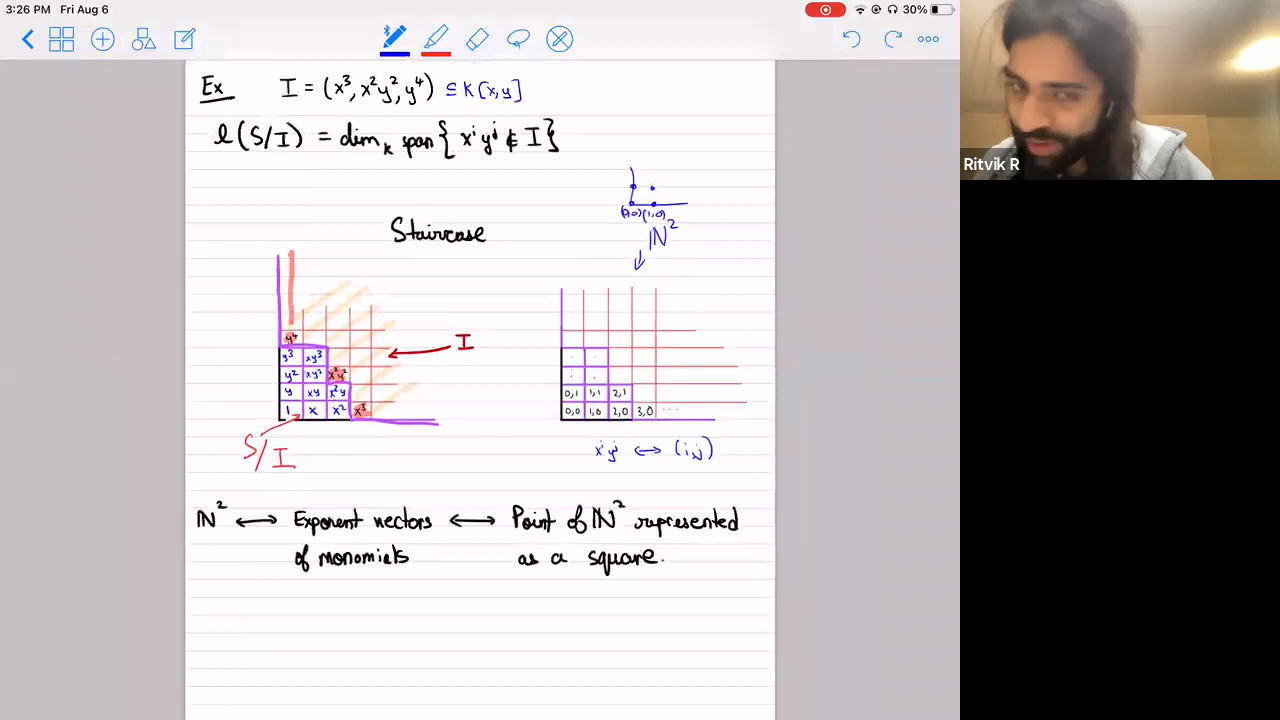 3:26 PM Fri Aug 6
30%
Ex I = (x³, x²y², y⁴) ⊆ K[x,y]
l(S/I) = dimₖ span{ xⁱyʲ ∉ I}
(0,0) (1,0)
ℕ²
Staircase
y⁴
y³ xy³
y² xy² x²y²
y xy x²y
1 x x² x³
I
S/I
0,1 1,1 2,1
0,0 1,0 2,0 3,0 ...
xⁱyʲ ↔ (i,j)
ℕ² ↔ Exponent vectors ↔ Point of ℕ² represented
of monomials as a square.
Ritvik R